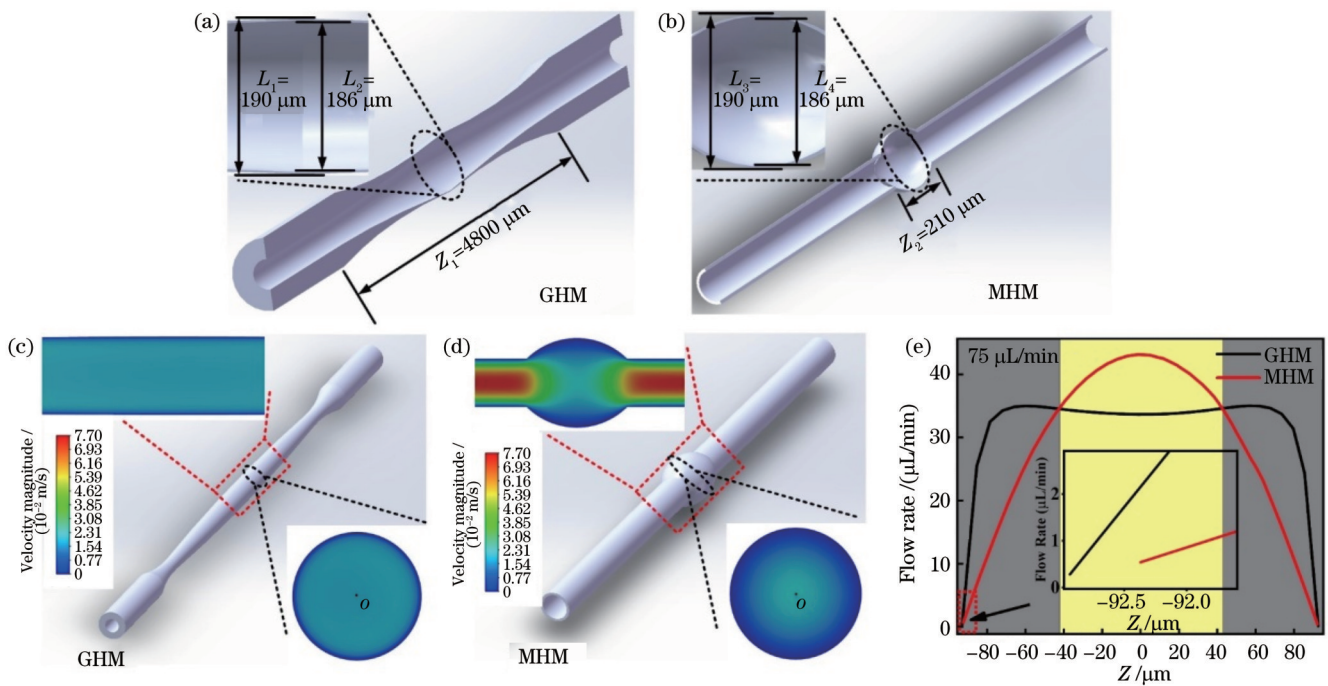 (a)
L₁=
190 μm
L₂=
186 μm
Z₁=4800 μm
GHM
(b)
L₃=
190 μm
L₄=
186 μm
Z₂=210 μm
MHM
(c)
Velocity magnitude /
(10⁻² m/s)
7.70
6.93
6.16
5.39
4.62
3.85
3.08
2.31
1.54
0.77
0
o
GHM
(d)
Velocity magnitude /
(10⁻² m/s)
7.70
6.93
6.16
5.39
4.62
3.85
3.08
2.31
1.54
0.77
0
o
MHM
(e)
75 μL/min
GHM
MHM
Flow rate /(μL/min)
40
30
20
10
0
Flow Rate (μL/min)
2
1
0
−92.5 −92.0
Z/μm
−80 −60 −40 −20 0 20 40 60 80
Z /μm